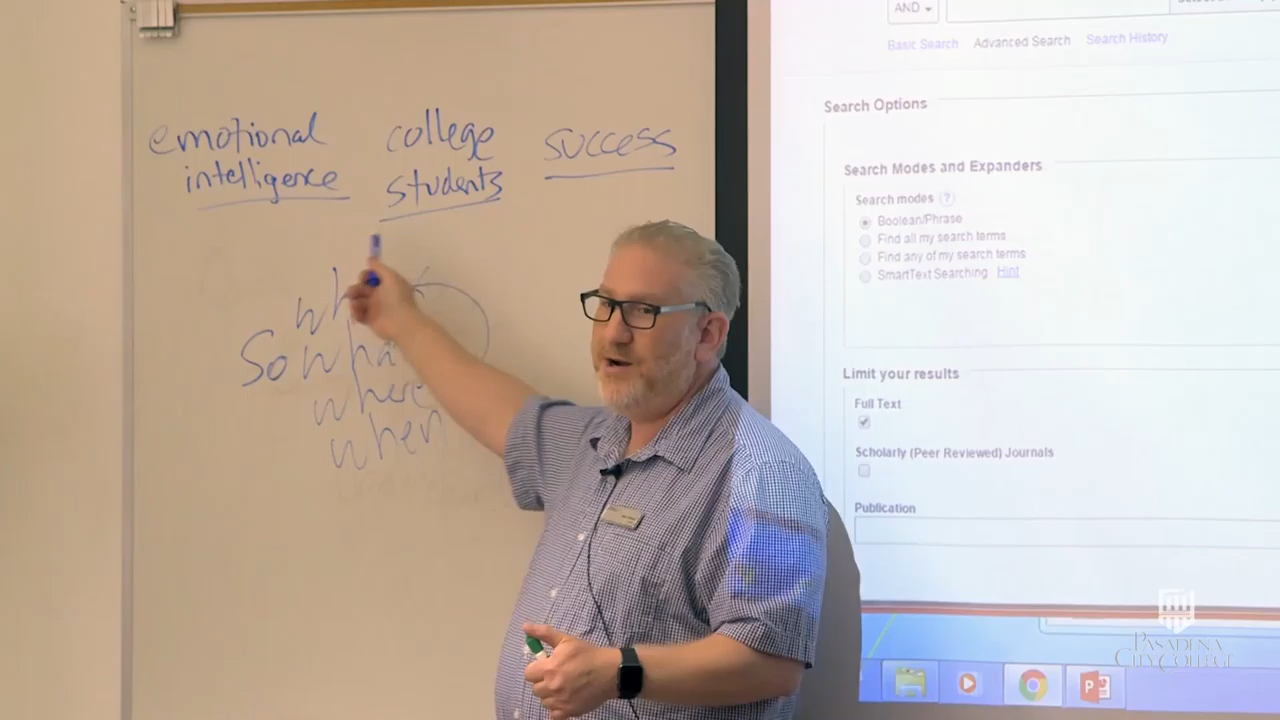 emotional
intelligence
college
students
success
So wha
where
when
AND
Basic Search Advanced Search Search History
Search Options
Search Modes and Expanders
Search modes ?
Boolean/Phrase
Find all my search terms
Find any of my search terms
SmartText Searching Hint
Limit your results
Full Text
Scholarly (Peer Reviewed) Journals
Publication
PASADENA
CITY COLLEGE